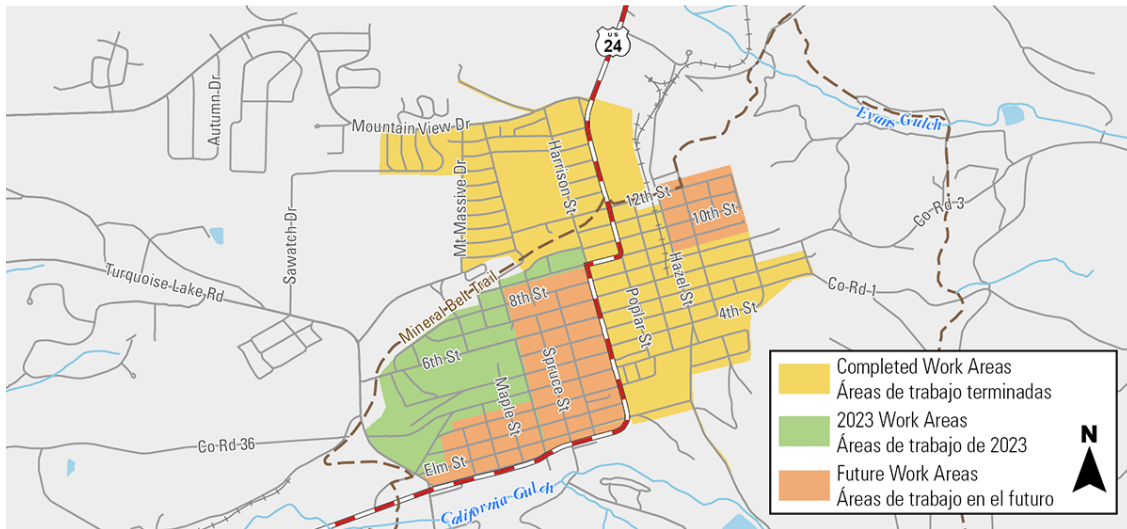 US
24
Autumn-Dr
Mountain View Dr
Evans Gulch
Harrison St
Mt-Massive-Dr
12th St
10th St
Co-Rd 3
Sawatch-Dr
Hazel St
Turquoise Lake Rd
Mineral-Belt-Trail
8th St
Poplar St
4th St
Co-Rd 1
6th St
Spruce St
Maple St
Co-Rd 36
Elm St
California Gulch
Completed Work Areas
Áreas de trabajo terminadas
2023 Work Areas
Áreas de trabajo de 2023
Future Work Areas
Áreas de trabajo en el futuro
N